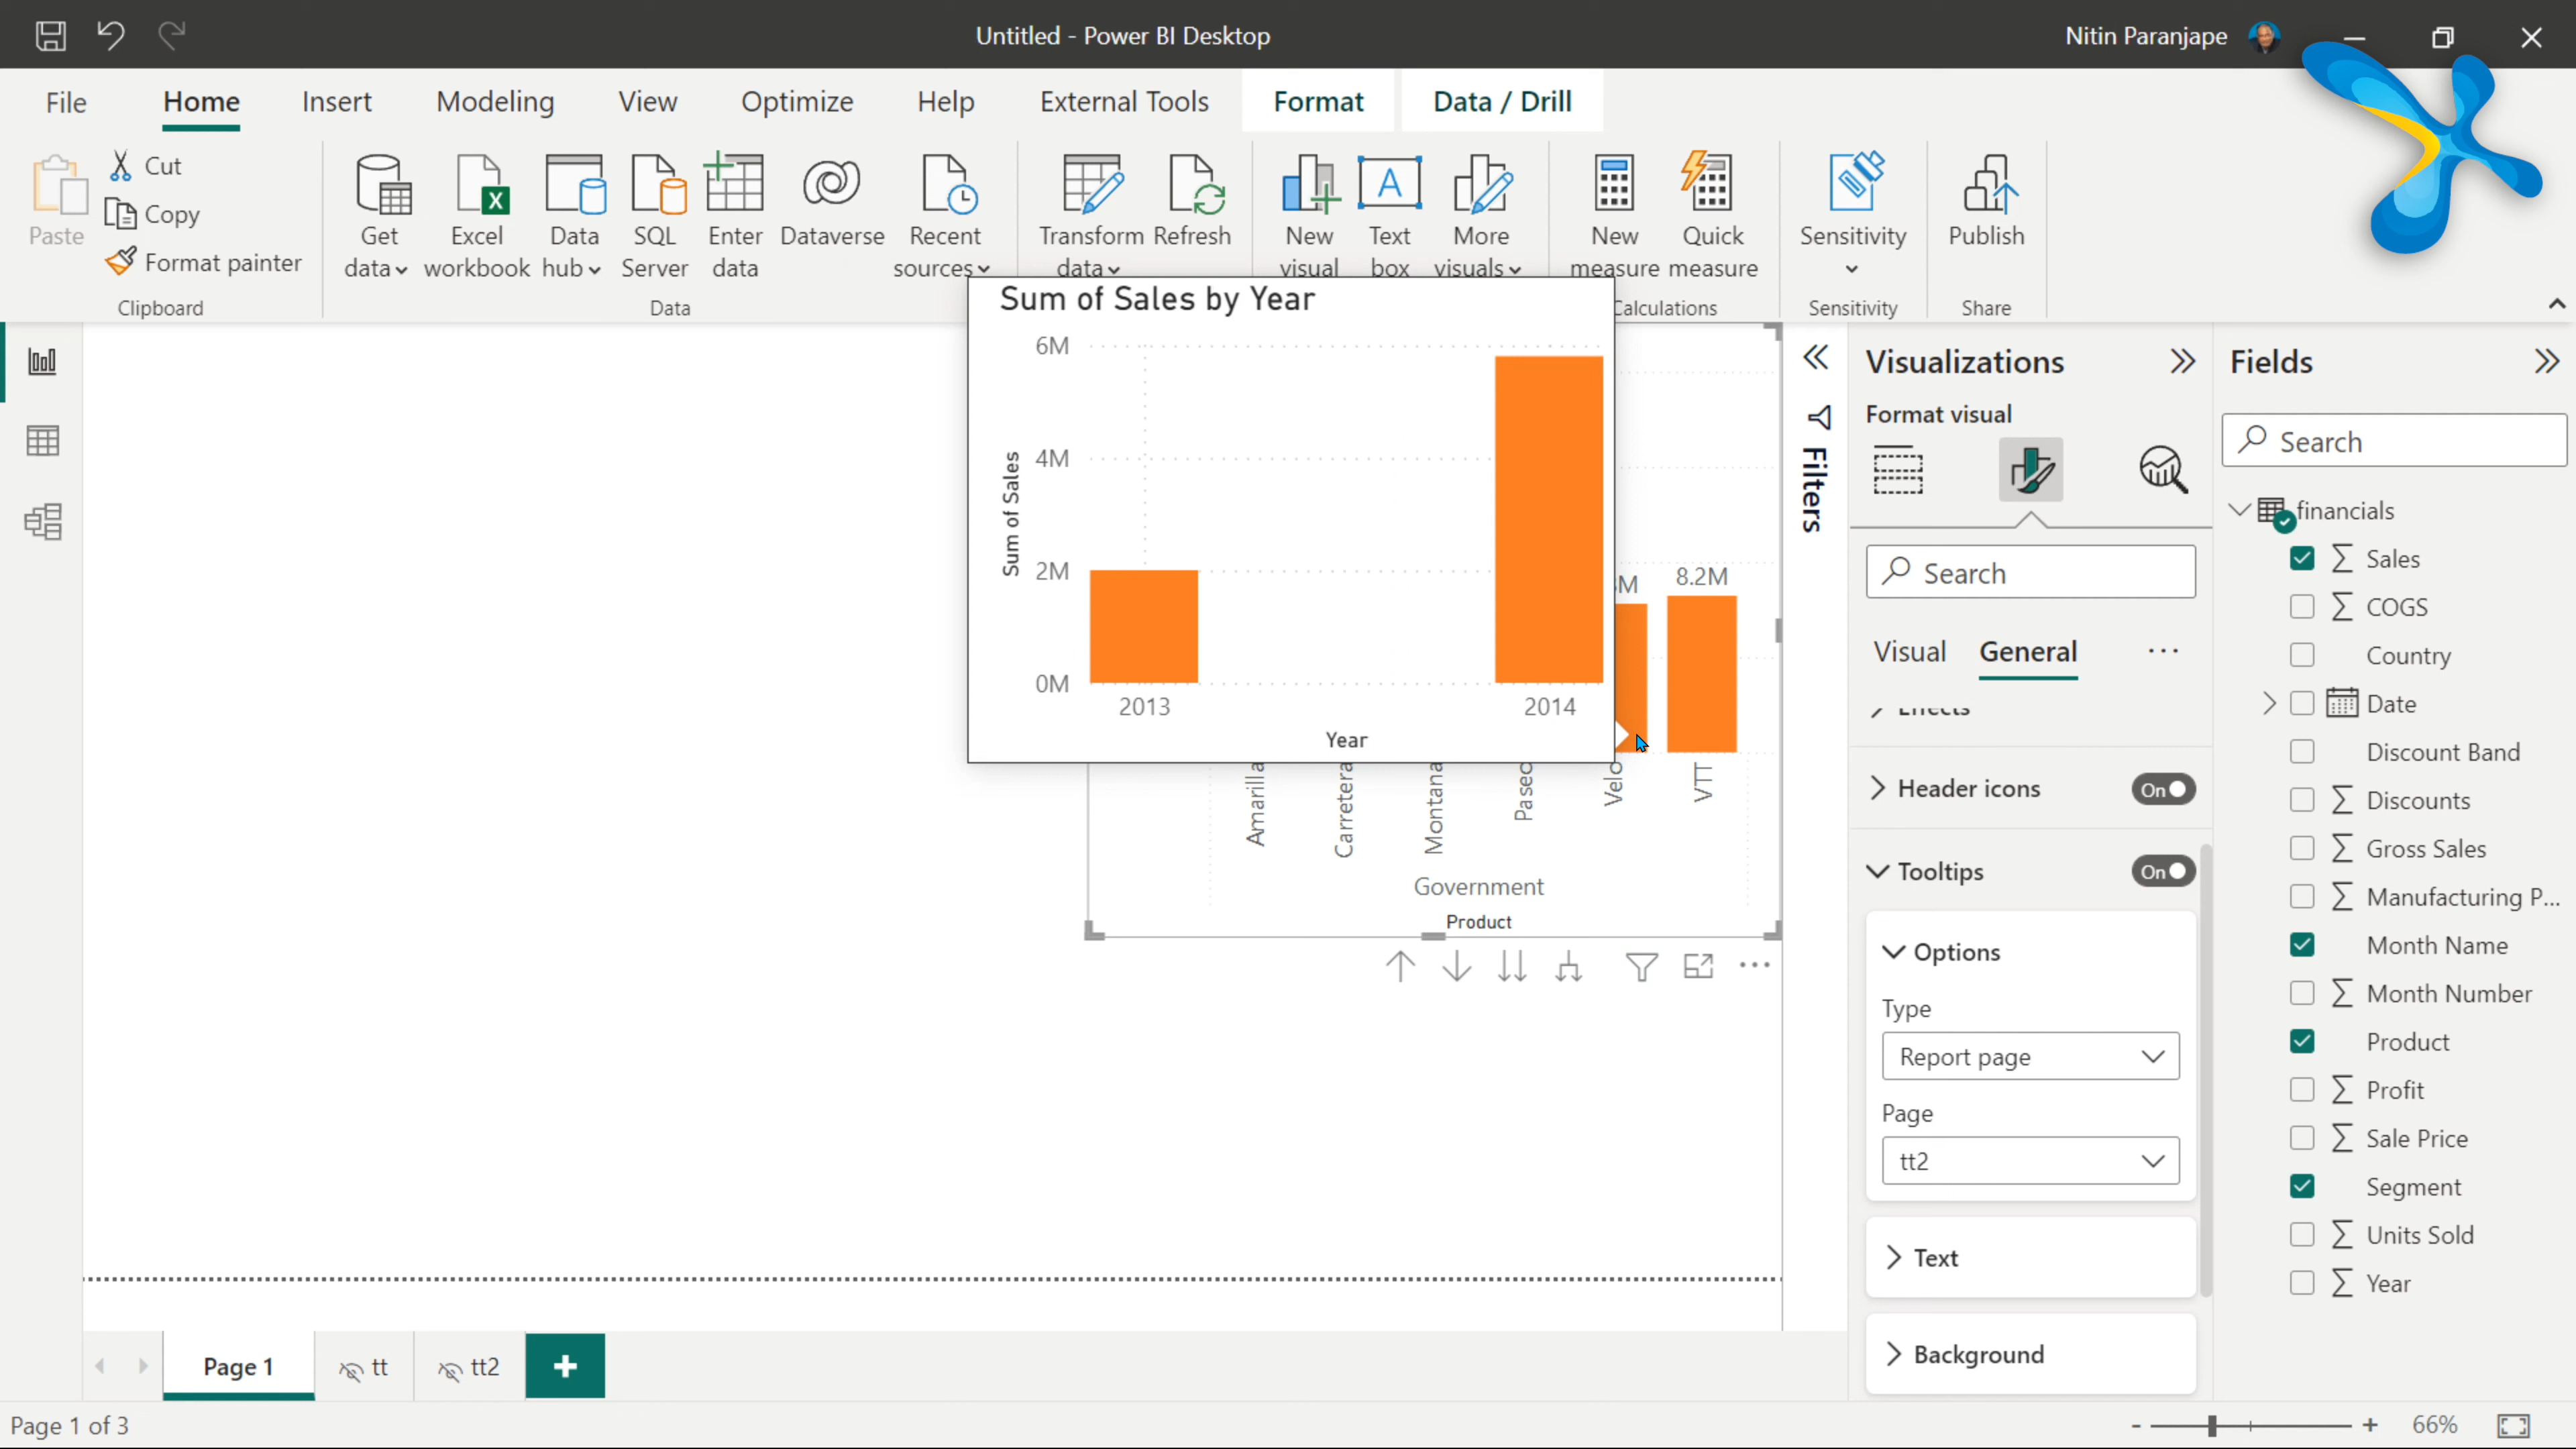 Untitled - Power BI Desktop
Nitin Paranjape
File Home Insert Modeling View Optimize Help External Tools Format Data / Drill
Paste
Cut
Copy
Format painter
Clipboard
Get data
Excel workbook
Data hub
SQL Server
Enter data
Dataverse
Recent sources
Data
Transform data
Refresh
New visual
Text box
More visuals
New measure
Quick measure
Calculations
Sensitivity
Sensitivity
Publish
Share
Sum of Sales by Year
6M
4M
2M
0M
Sum of Sales
2013
2014
Year
8.2M
Amarilla
Carretera
Montana
Paseo
Velo
VTT
Government
Product
Filters
Visualizations
Format visual
Search
Visual General
Effects
Header icons On
Tooltips On
Options
Type
Report page
Page
tt2
Text
Background
Fields
Search
financials
Sales
COGS
Country
Date
Discount Band
Discounts
Gross Sales
Manufacturing P...
Month Name
Month Number
Product
Profit
Sale Price
Segment
Units Sold
Year
Page 1
tt
tt2
Page 1 of 3
66%